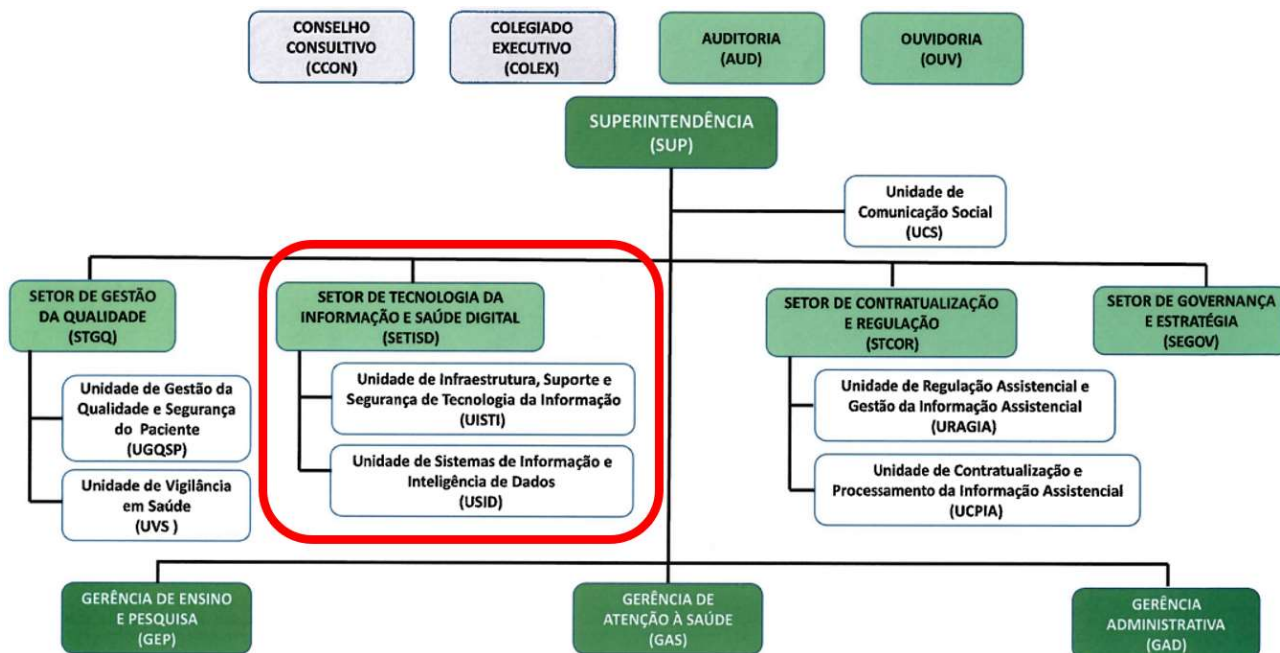 CONSELHO
CONSULTIVO
(CCON)
COLEGIADO
EXECUTIVO
(COLEX)
AUDITORIA
(AUD)
OUVIDORIA
(OUV)
SUPERINTENDÊNCIA
(SUP)
Unidade de
Comunicação Social
(UCS)
SETOR DE GESTÃO
DA QUALIDADE
(STGQ)
Unidade de Gestão da
Qualidade e Segurança
do Paciente
(UGQSP)
Unidade de Vigilância
em Saúde
(UVS )
SETOR DE TECNOLOGIA DA
INFORMAÇÃO E SAÚDE DIGITAL
(SETISD)
Unidade de Infraestrutura, Suporte e
Segurança de Tecnologia da Informação
(UISTI)
Unidade de Sistemas de Informação e
Inteligência de Dados
(USID)
SETOR DE CONTRATUALIZAÇÃO
E REGULAÇÃO
(STCOR)
Unidade de Regulação Assistencial e
Gestão da Informação Assistencial
(URAGIA)
Unidade de Contratualização e
Processamento da Informação Assistencial
(UCPIA)
SETOR DE GOVERNANÇA
E ESTRATÉGIA
(SEGOV)
GERÊNCIA DE ENSINO
E PESQUISA
(GEP)
GERÊNCIA DE
ATENÇÃO À SAÚDE
(GAS)
GERÊNCIA
ADMINISTRATIVA
(GAD)